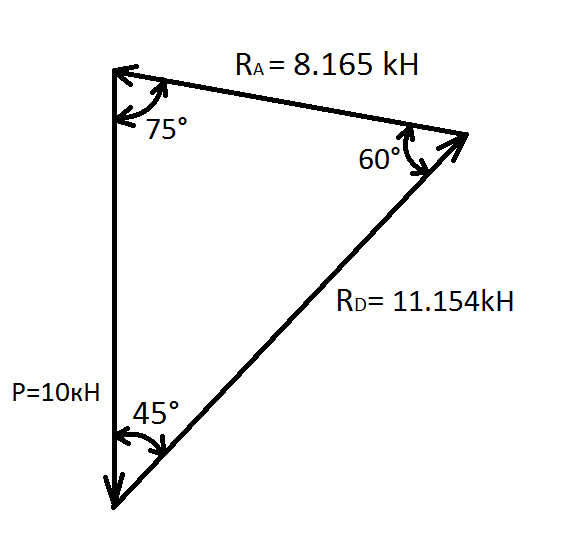 RA = 8.165 kH
75°
60°
RD= 11.154kH
P=10кН
45°